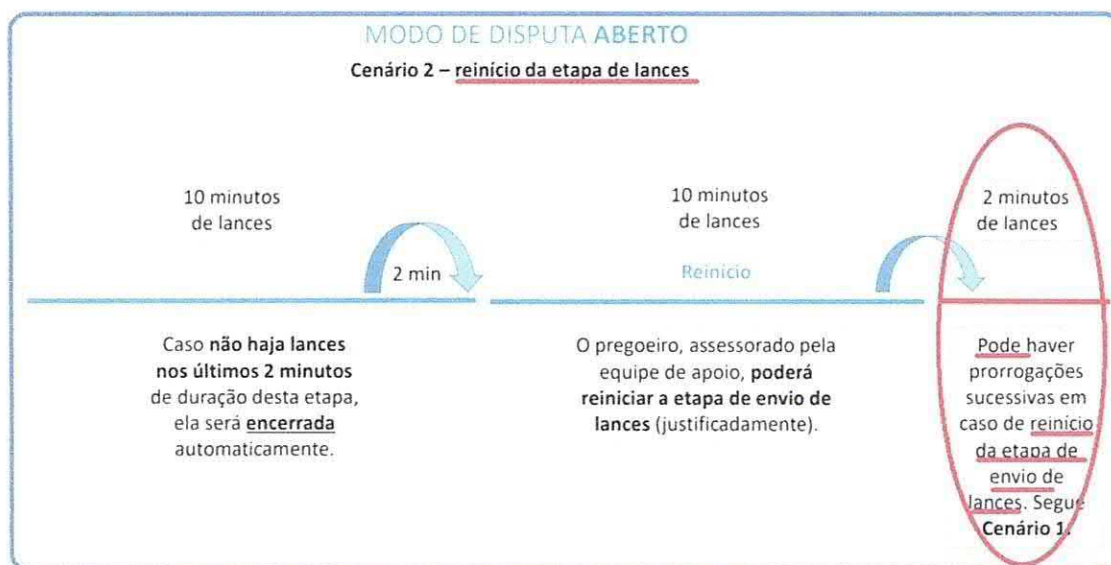 MODO DE DISPUTA ABERTO
Cenário 2 – reinício da etapa de lances
10 minutos
de lances
2 min
Caso não haja lances
nos últimos 2 minutos
de duração desta etapa,
ela será encerrada
automaticamente.
10 minutos
de lances
Reinício
O pregoeiro, assessorado pela
equipe de apoio, poderá
reiniciar a etapa de envio de
lances (justificadamente).
2 minutos
de lances
Pode haver
prorrogações
sucessivas em
caso de reinício
da etapa de
envio de
lances. Segue
Cenário 1.